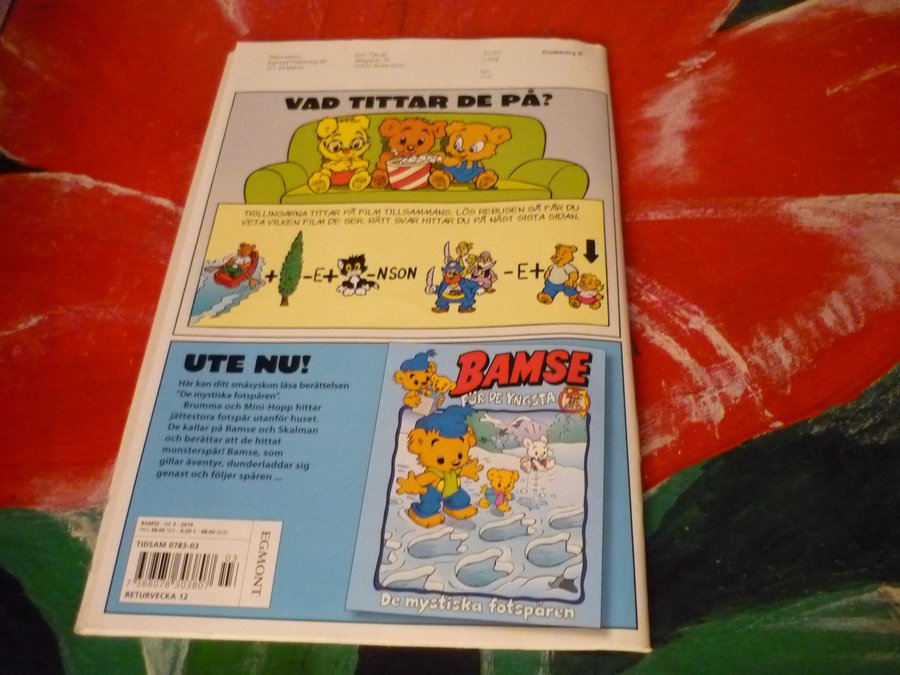 VAD TITTAR DE PÅ?
TRILLINGARNA TITTAR PÅ FILM TILLSAMMANS. LÖS REBUSEN SÅ FÅR DU
VETA VILKEN FILM DE SER. RÄTT SVAR HITTAR DU PÅ NÄST SISTA SIDAN.
+ -E+ -NSON -E+
UTE NU!
Här kan ditt småsyskon läsa berättelsen
"De mystiska fotspåren".
Brumma och Mini-Hopp hittar
jättestora fotspår utanför huset.
De kallar på Bamse och Skalman
och berättar att de hittat
monsterspår! Bamse, som
gillar äventyr, dunderladdar sig
genast och följer spåren ...
BAMSE
FÖR DE YNGSTA
De mystiska fotspåren
TIDSAM 0783-03
03
7 388078 303807
RETURVECKA 12
EGMONT